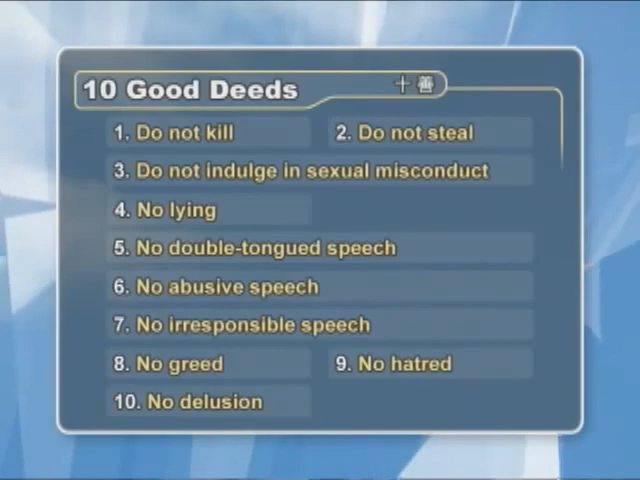 10 Good Deeds 十善
1. Do not kill 2. Do not steal
3. Do not indulge in sexual misconduct
4. No lying
5. No double-tongued speech
6. No abusive speech
7. No irresponsible speech
8. No greed 9. No hatred
10. No delusion